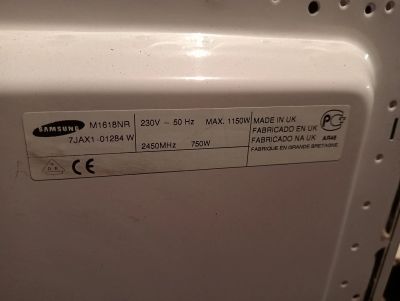 SAMSUNG M1618NR
7JAX1-01284 W
230V ~ 50 Hz MAX. 1150W
2450MHz 750W
MADE IN UK
FABRICADO EN UK
FABRICADO NA UK
FABRIQUE EN GRANDE BRETAGNE
CE